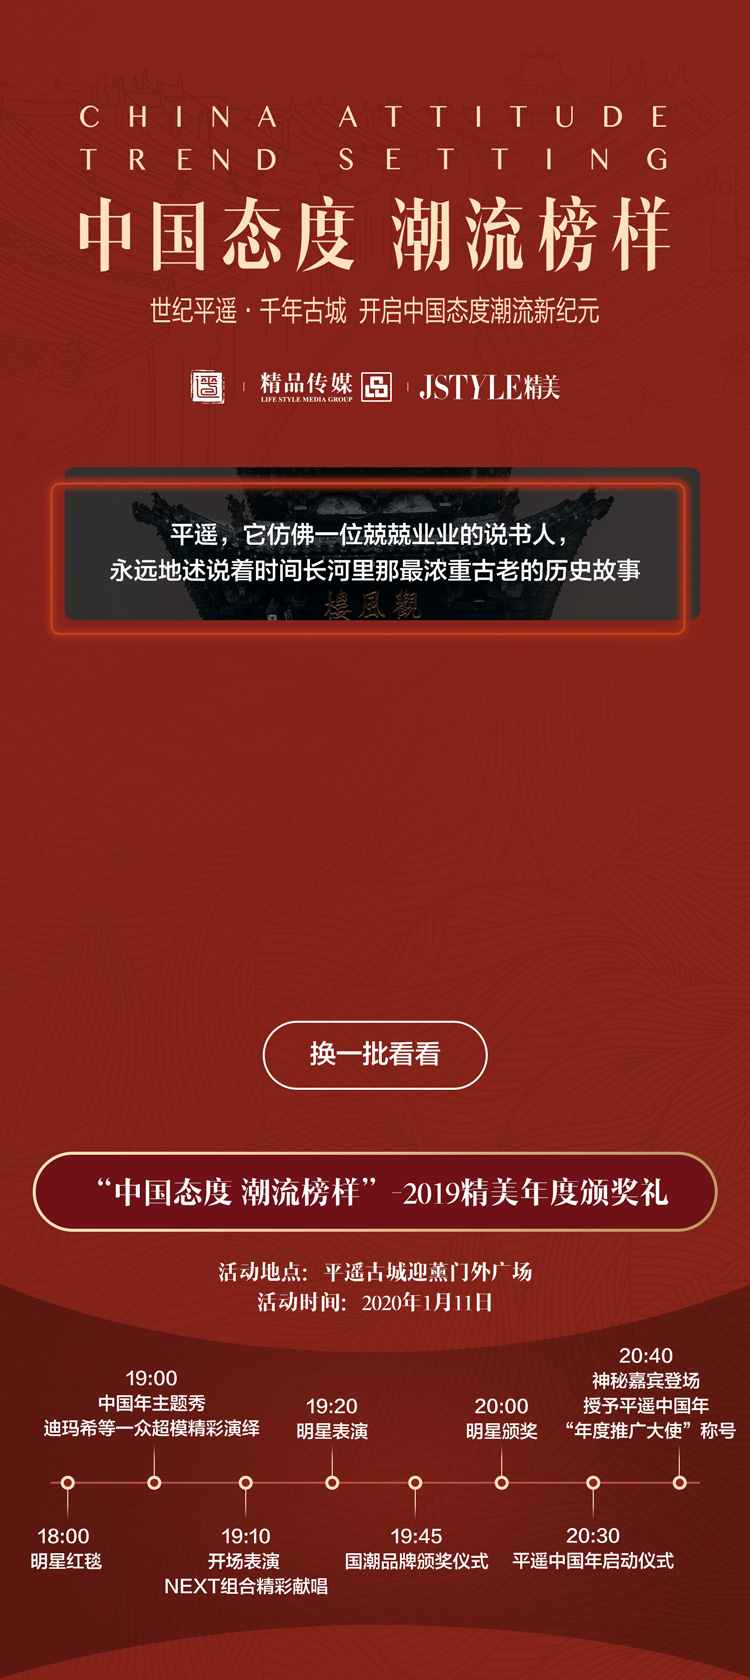 CHINA ATTITUDE
TREND SETTING
中国态度 潮流榜样
世纪平遥·千年古城 开启中国态度潮流新纪元
精品传媒
LIFE STYLE MEDIA GROUP
JSTYLE精美
平遥，它仿佛一位兢兢业业的说书人，
永远地述说着时间长河里那最浓重古老的历史故事
樓風觀
换一批看看
“中国态度 潮流榜样”-2019精美年度颁奖礼
活动地点：平遥古城迎薰门外广场
活动时间：2020年1月11日
18:00
明星红毯
19:00
中国年主题秀
迪玛希等一众超模精彩演绎
19:10
开场表演
NEXT组合精彩献唱
19:20
明星表演
19:45
国潮品牌颁奖仪式
20:00
明星颁奖
20:30
平遥中国年启动仪式
20:40
神秘嘉宾登场
授予平遥中国年
“年度推广大使”称号